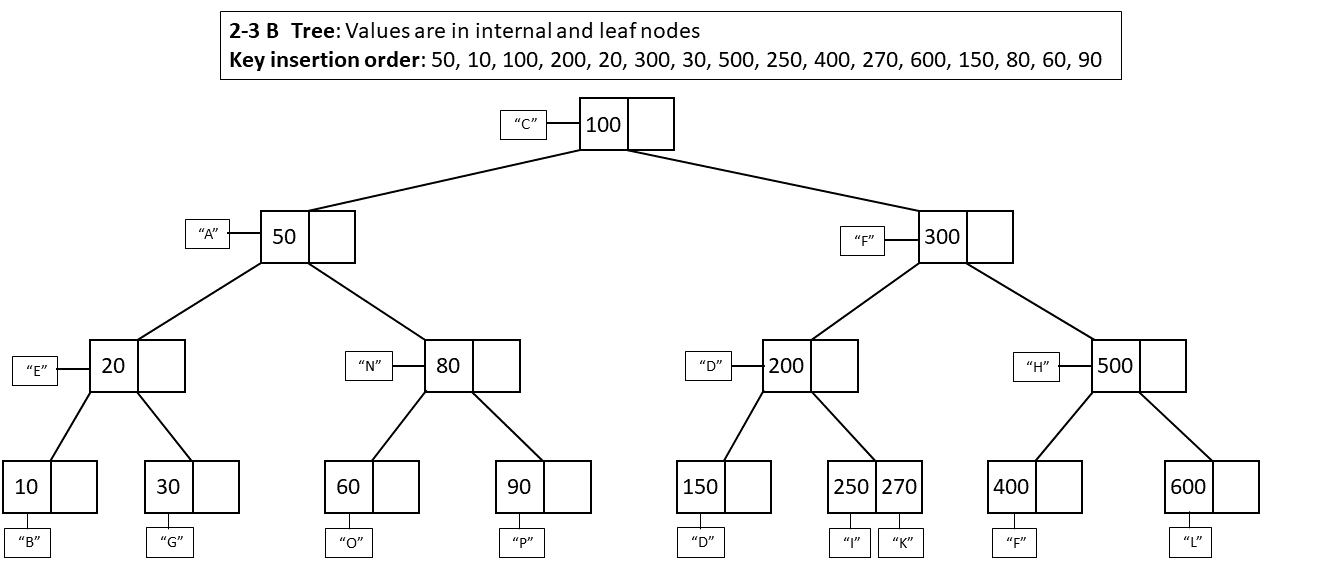 2-3 B Tree: Values are in internal and leaf nodes
Key insertion order: 50, 10, 100, 200, 20, 300, 30, 500, 250, 400, 270, 600, 150, 80, 60, 90
“C” 100
“A” 50 “F” 300
“E” 20 “N” 80 “D” 200 “H” 500
10 30 60 90 150 250 270 400 600
“B” “G” “O” “P” “D” “I” “K” “F” “L”